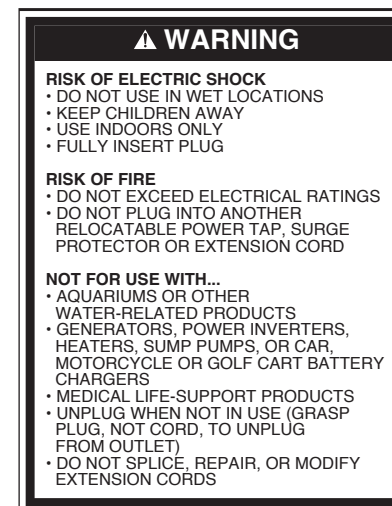 ⚠ WARNING
RISK OF ELECTRIC SHOCK
• DO NOT USE IN WET LOCATIONS
• KEEP CHILDREN AWAY
• USE INDOORS ONLY
• FULLY INSERT PLUG
RISK OF FIRE
• DO NOT EXCEED ELECTRICAL RATINGS
• DO NOT PLUG INTO ANOTHER
RELOCATABLE POWER TAP, SURGE
PROTECTOR OR EXTENSION CORD
NOT FOR USE WITH...
• AQUARIUMS OR OTHER
WATER-RELATED PRODUCTS
• GENERATORS, POWER INVERTERS,
HEATERS, SUMP PUMPS, OR CAR,
MOTORCYCLE OR GOLF CART BATTERY
CHARGERS
• MEDICAL LIFE-SUPPORT PRODUCTS
• UNPLUG WHEN NOT IN USE (GRASP
PLUG, NOT CORD, TO UNPLUG
FROM OUTLET)
• DO NOT SPLICE, REPAIR, OR MODIFY
EXTENSION CORDS